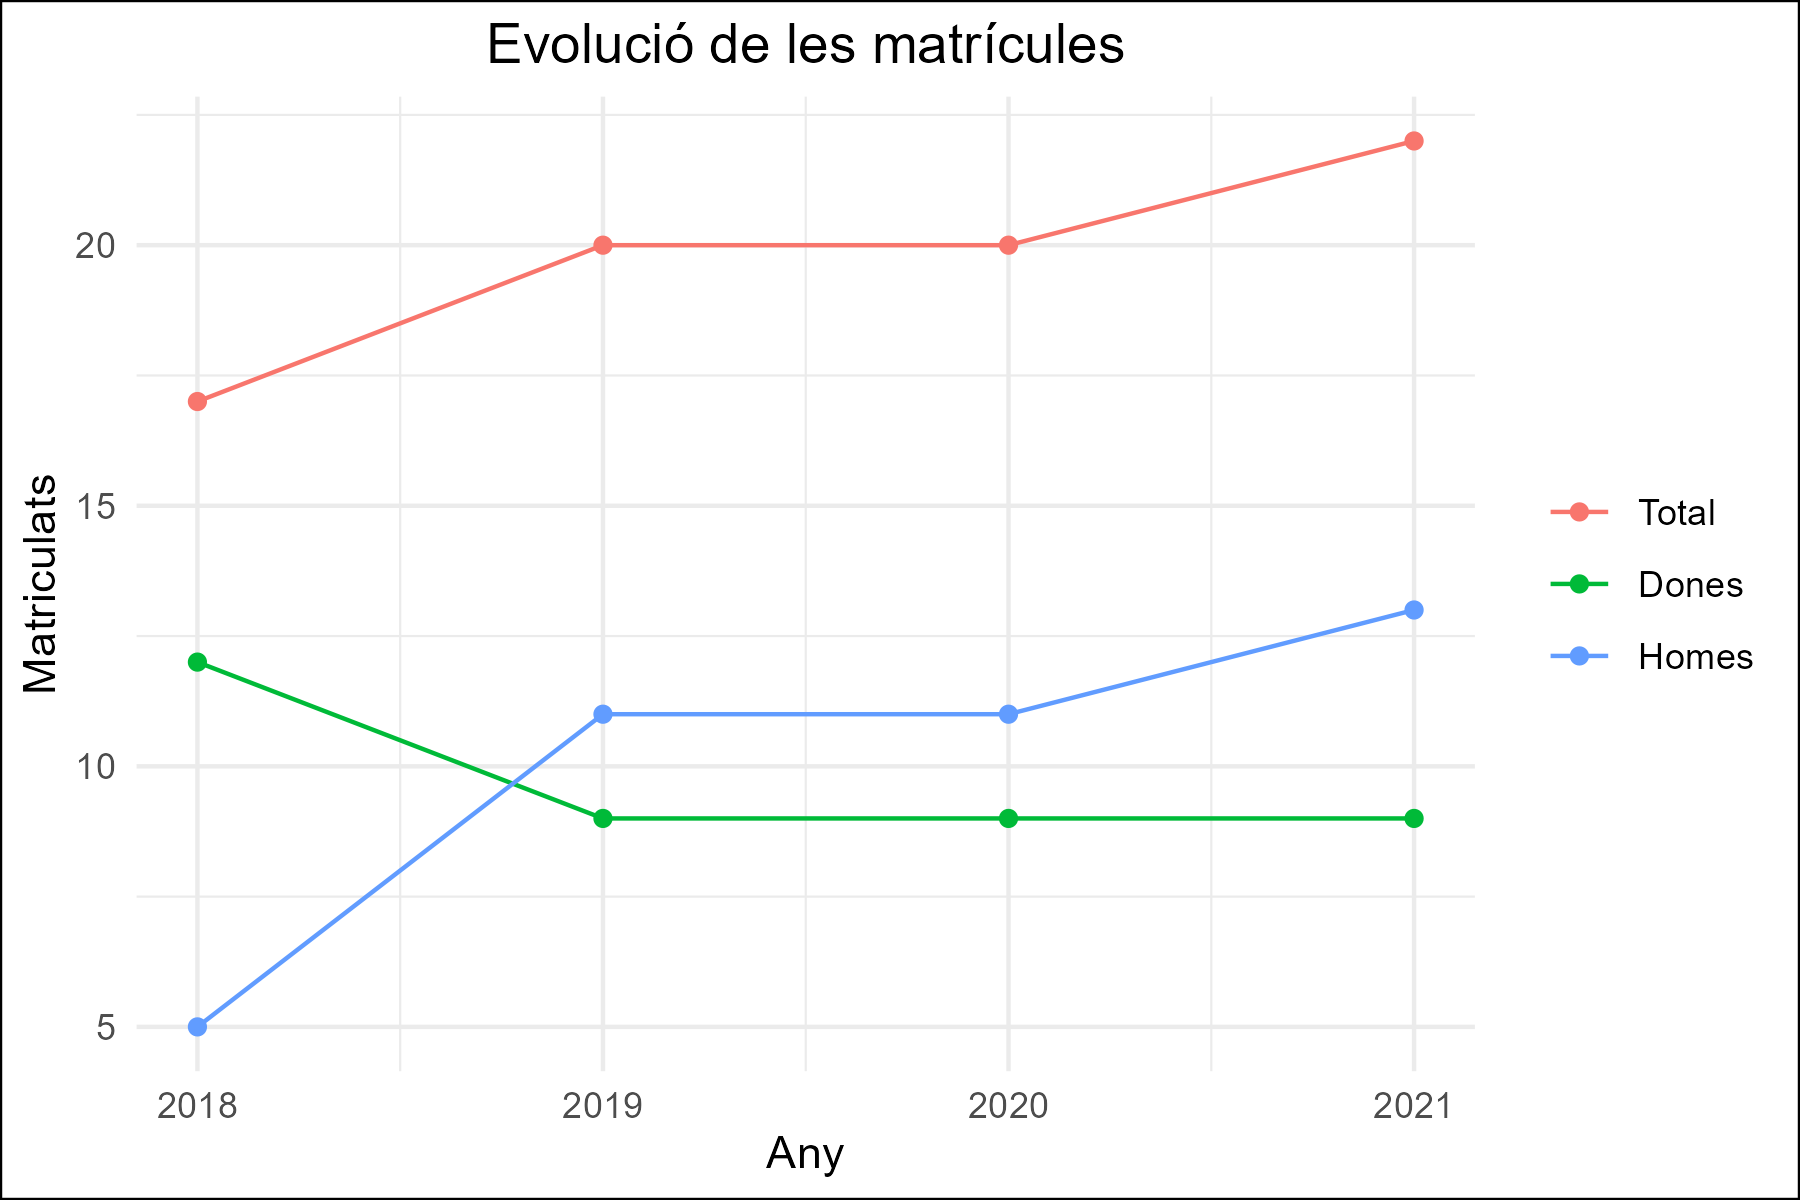 Evolució de les matrícules
Matriculats
20
15
10
5
2018
2019
2020
2021
Any
Total
Dones
Homes